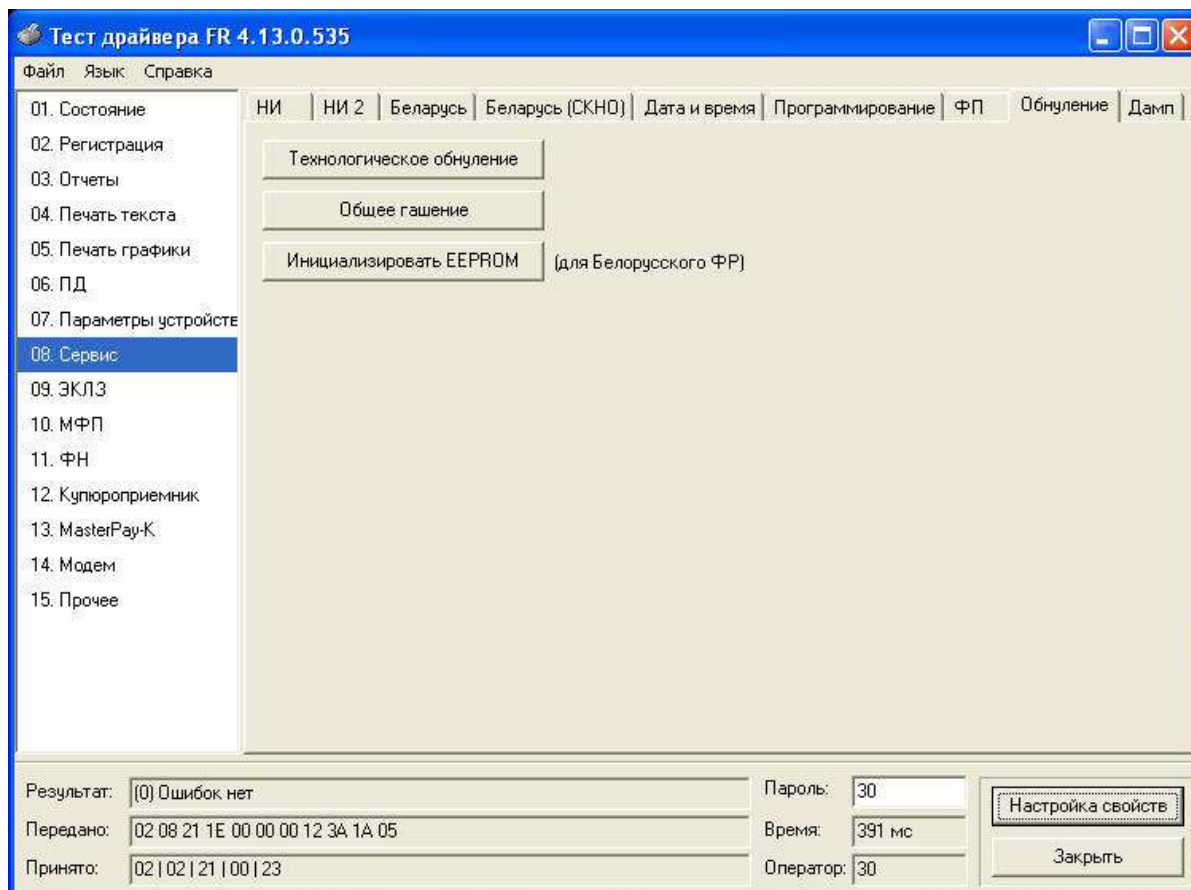 Тест драйвера FR 4.13.0.535
Файл Язык Справка
01. Состояние
02. Регистрация
03. Отчеты
04. Печать текста
05. Печать графики
06. ПД
07. Параметры устройств
08. Сервис
09. ЭКЛЗ
10. МФП
11. ФН
12. Купюроприемник
13. MasterPay-K
14. Модем
15. Прочее
НИ НИ 2 Беларусь Беларусь (СКНО) Дата и время Программирование ФП Обнуление Дамп
Технологическое обнуление
Общее гашение
Инициализировать EEPROM (для Белорусского ФР)
Результат: (0) Ошибок нет
Передано: 02 08 21 1E 00 00 00 12 3A 1A 05
Принято: 02 | 02 | 21 | 00 | 23
Пароль: 30
Время: 391 мс
Оператор: 30
Настройка свойств
Закрыть